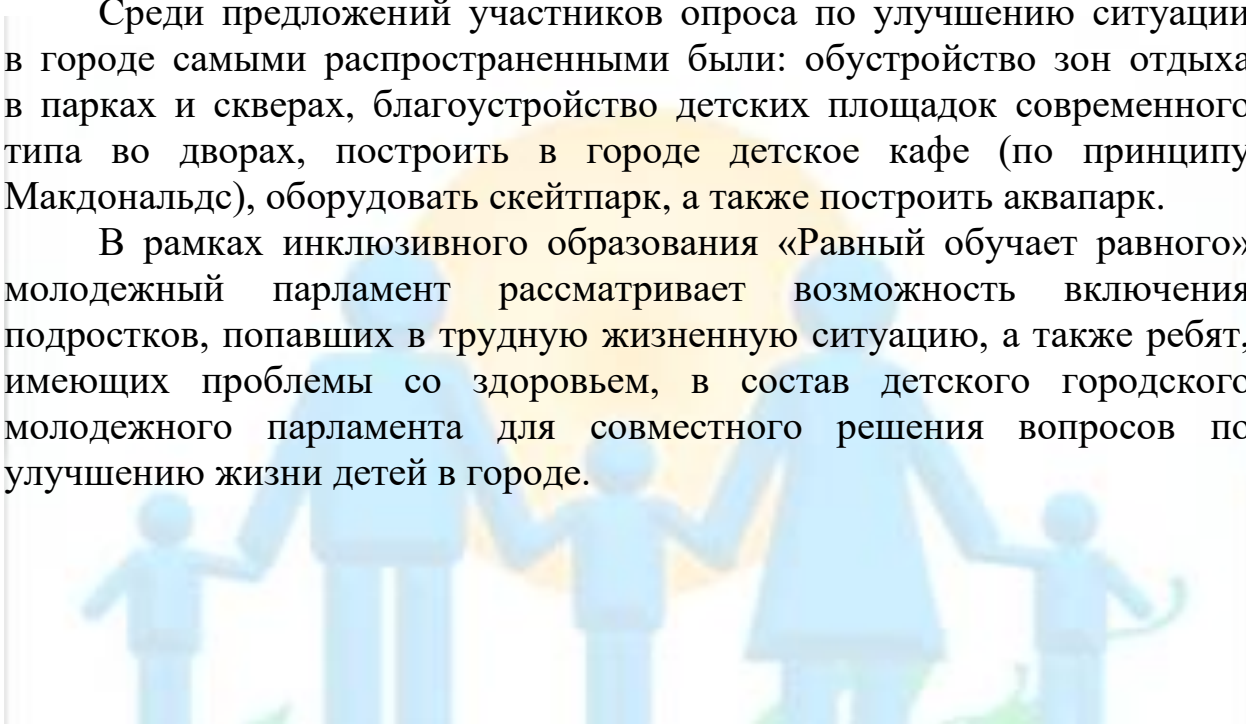 Среди предложений участников опроса по улучшению ситуации
в городе самыми распространенными были: обустройство зон отдыха
в парках и скверах, благоустройство детских площадок современного
типа во дворах, построить в городе детское кафе (по принципу
Макдональдс), оборудовать скейтпарк, а также построить аквапарк.
В рамках инклюзивного образования «Равный обучает равного»
молодежный парламент рассматривает возможность включения
подростков, попавших в трудную жизненную ситуацию, а также ребят,
имеющих проблемы со здоровьем, в состав детского городского
молодежного парламента для совместного решения вопросов по
улучшению жизни детей в городе.